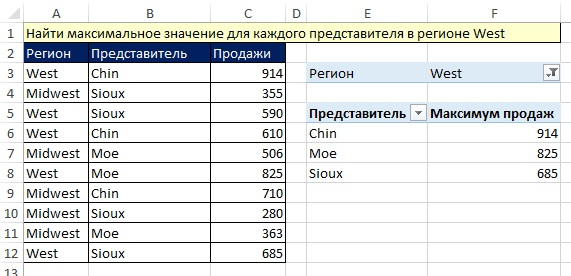 A B C D E F
1 Найти максимальное значение для каждого представителя в регионе West
2 Регион Представитель Продажи
3 West Chin 914 Регион West
4 Midwest Sioux 355
5 West Sioux 590 Представитель Максимум продаж
6 West Chin 610 Chin 914
7 Midwest Moe 506 Moe 825
8 West Moe 825 Sioux 685
9 Midwest Chin 710
10 Midwest Sioux 280
11 Midwest Moe 363
12 West Sioux 685
13